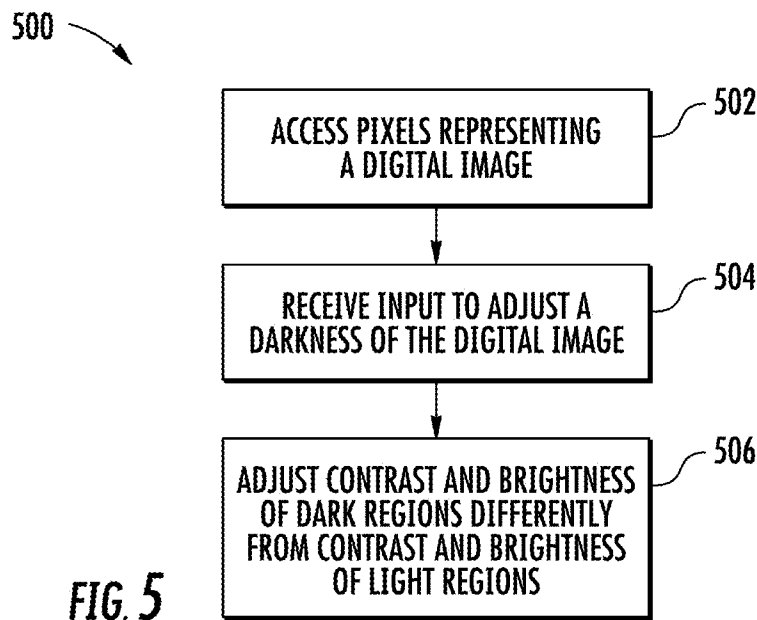 500
502
ACCESS PIXELS REPRESENTING
A DIGITAL IMAGE
504
RECEIVE INPUT TO ADJUST A
DARKNESS OF THE DIGITAL IMAGE
506
ADJUST CONTRAST AND BRIGHTNESS
OF DARK REGIONS DIFFERENTLY
FROM CONTRAST AND BRIGHTNESS
OF LIGHT REGIONS
FIG. 5